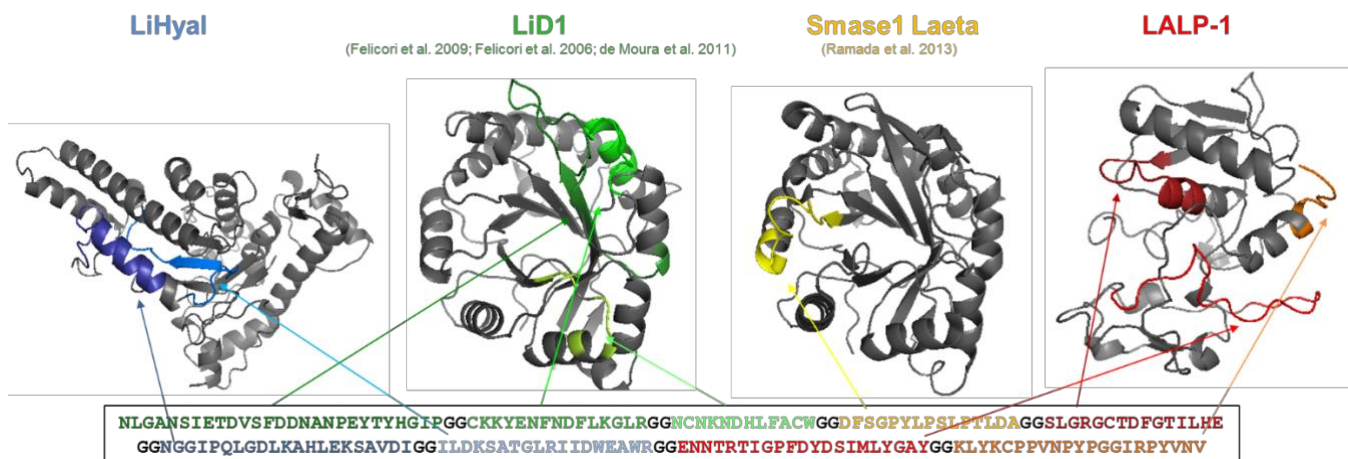 LiHyal LiD1 Smase1 Laeta LALP-1
(Felicori et al. 2009; Felicori et al. 2006; de Moura et al. 2011) (Ramada et al. 2013)
NLGANSIETDVSFDDNANPEYTYHGIPGGCKKYENFNDFLKGLRGGNCNKNDHLFACWGGDFSGPYLPSLPTLDAGGSLGRGCTDFGTILHE
GGNGGIPQLGDLKAHLEKSAVDIGGILDKSATGLRIIDWEAWRGGENNTRTIGPFDYDSIMLYGAYGGKLYKCPPVNPYPGGIRPYVNV